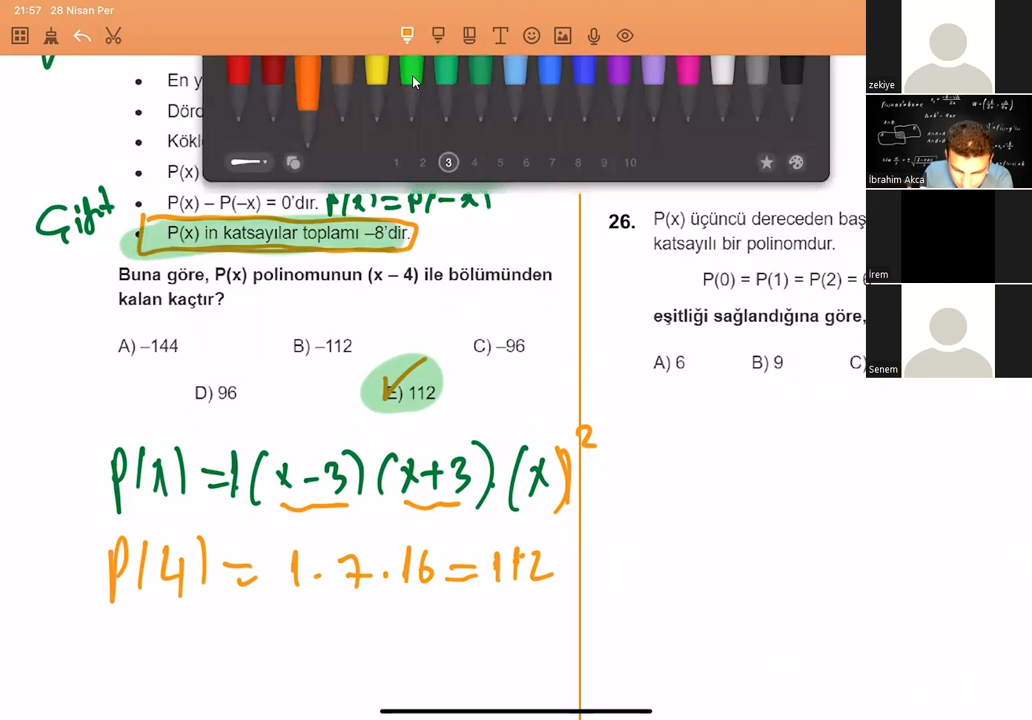 21:57 28 Nisan Per
zekiye
İbrahim Akca
İrem
Senem
1 2 3 4 5 6 7 8 9 10
• En
• Dörd
• Kökl
• P(x)
• P(x) – P(–x) = 0'dır. P(x) = P(-x)
Çift
• P(x) in katsayılar toplamı –8'dir.
Buna göre, P(x) polinomunun (x – 4) ile bölümünden
kalan kaçtır?
A) –144 B) –112 C) –96
D) 96 E) 112
P(x) = 1(x-3)(x+3).(x)²
P(4) = 1.7.16 = 112
26. P(x) üçüncü dereceden baş
katsayılı bir polinomdur.
P(0) = P(1) = P(2) = 6
eşitliği sağlandığına göre,
A) 6 B) 9 C)